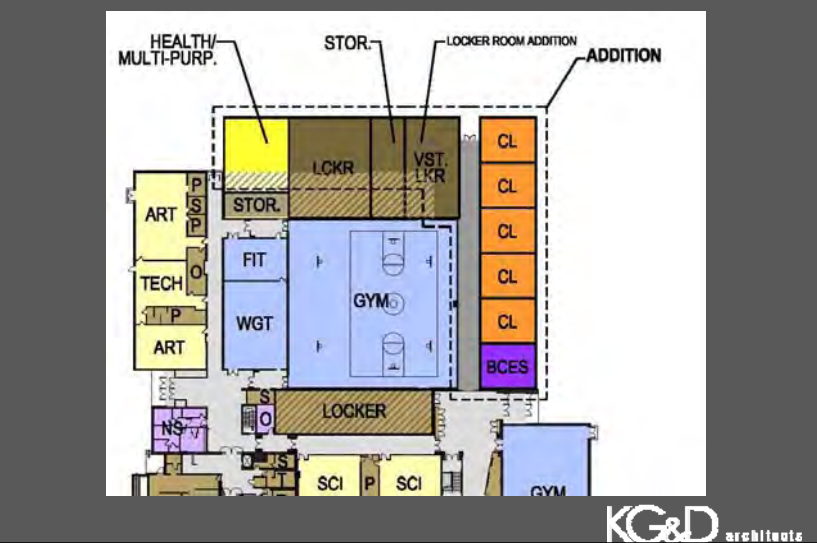 HEALTH/
MULTI-PURP.
STOR.
LOCKER ROOM ADDITION
ADDITION
CL
LCKR
VST.
LKR
P
ART
S
P
STOR.
CL
CL
FIT
O
TECH
CL
GYM
WGT
P
CL
ART
BCES
S
LOCKER
O
NS
S
SCI
P
SCI
T
GYM
KG&D architects